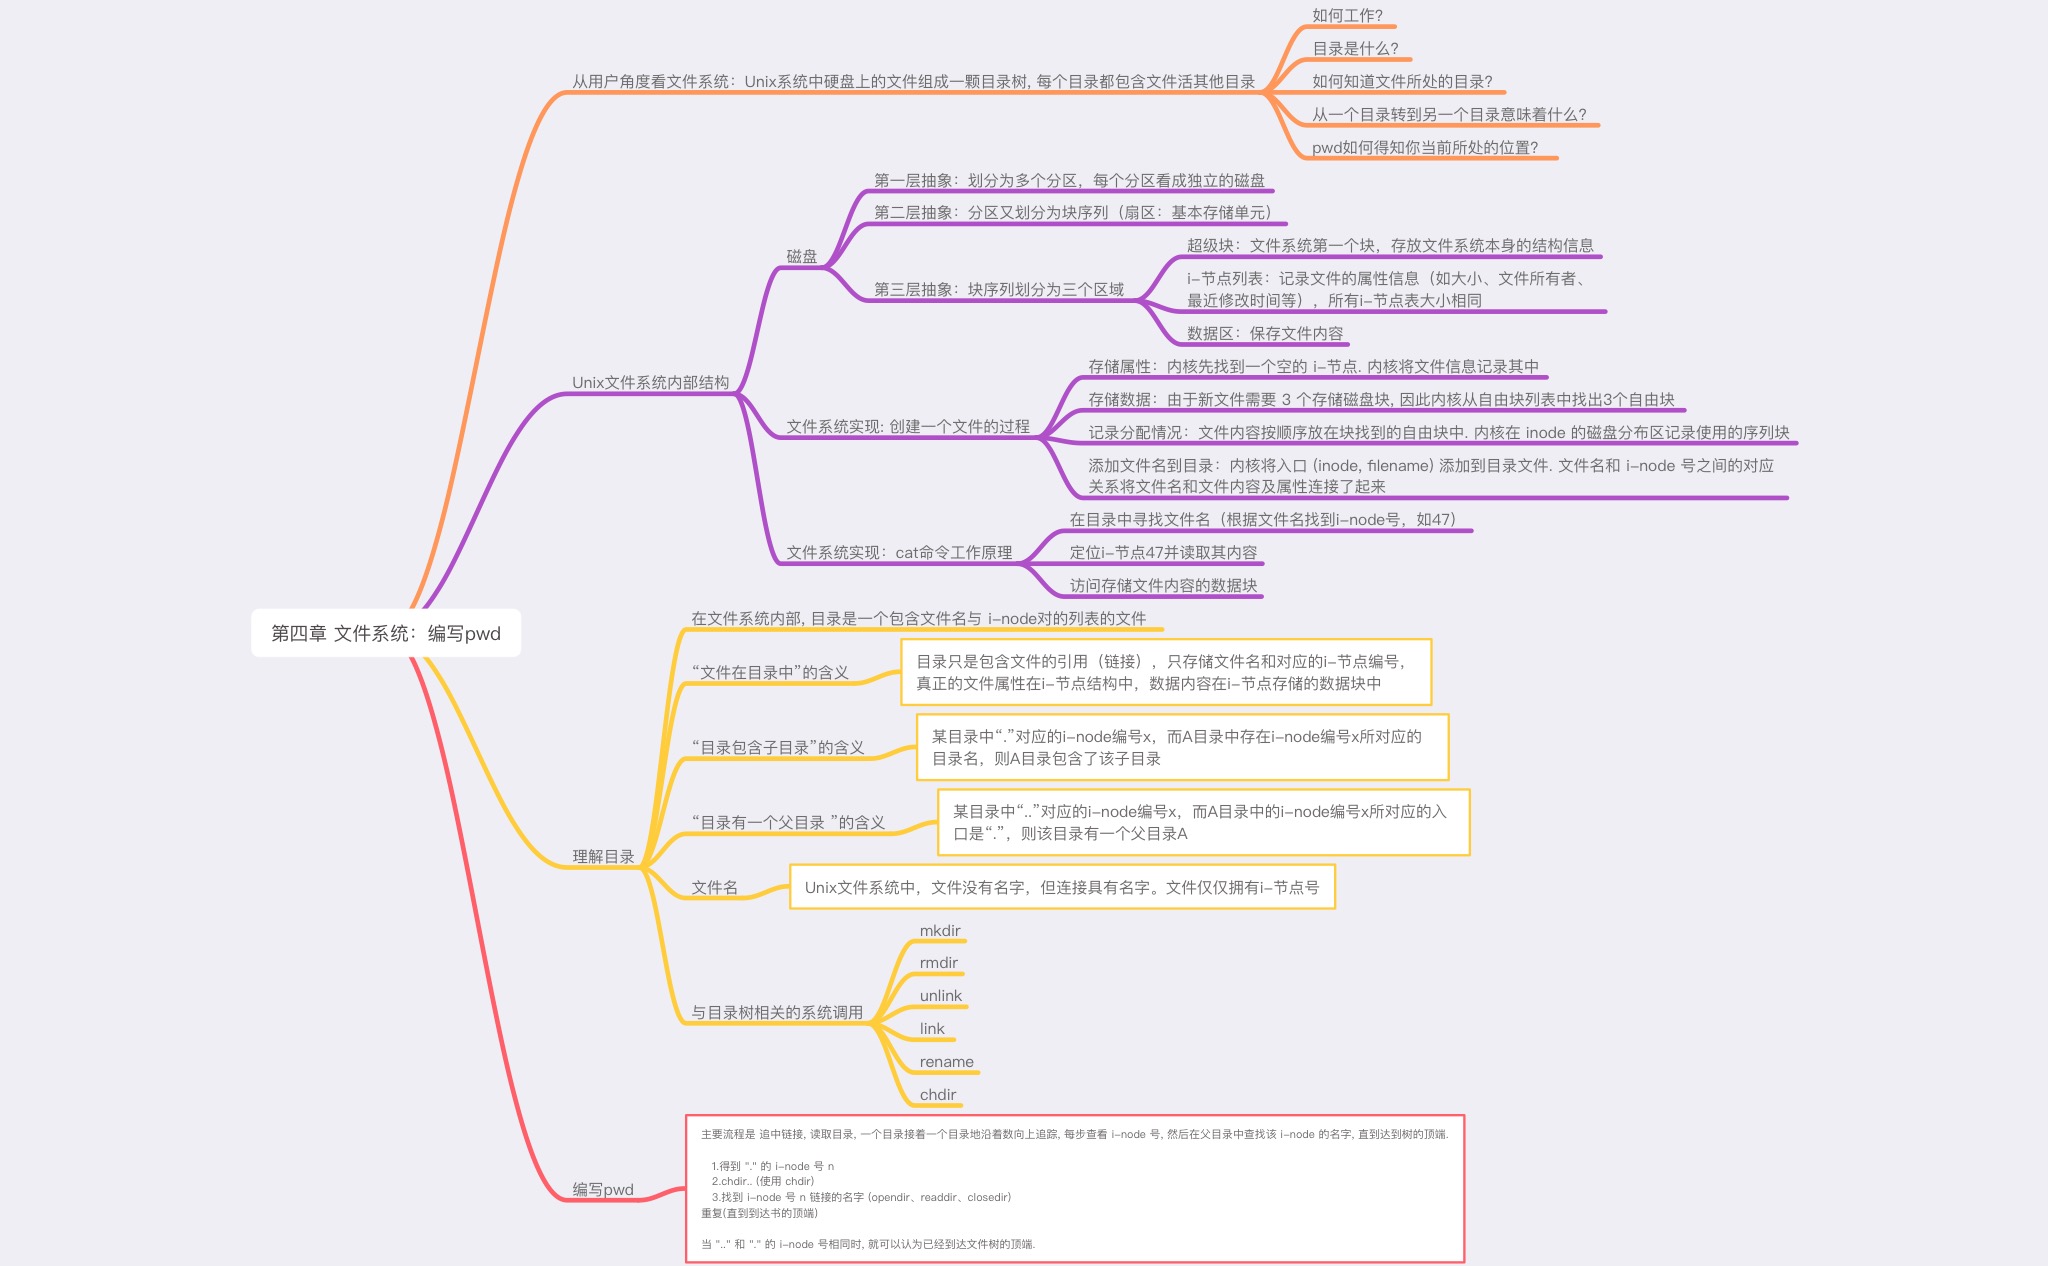 如何工作?
目录是什么?
从用户角度看文件系统：Unix系统中硬盘上的文件组成一颗目录树, 每个目录都包含文件活其他目录
如何知道文件所处的目录?
从一个目录转到另一个目录意味着什么?
pwd如何得知你当前所处的位置?
第一层抽象：划分为多个分区，每个分区看成独立的磁盘
第二层抽象：分区又划分为块序列（扇区：基本存储单元）
磁盘
超级块：文件系统第一个块，存放文件系统本身的结构信息
第三层抽象：块序列划分为三个区域
i-节点列表：记录文件的属性信息（如大小、文件所有者、
最近修改时间等），所有i-节点表大小相同
数据区：保存文件内容
Unix文件系统内部结构
存储属性：内核先找到一个空的 i-节点. 内核将文件信息记录其中
存储数据：由于新文件需要 3 个存储磁盘块, 因此内核从自由块列表中找出3个自由块
文件系统实现: 创建一个文件的过程
记录分配情况：文件内容按顺序放在块找到的自由块中. 内核在 inode 的磁盘分布区记录使用的序列块
添加文件名到目录：内核将入口 (inode, filename) 添加到目录文件. 文件名和 i-node 号之间的对应
关系将文件名和文件内容及属性连接了起来
在目录中寻找文件名（根据文件名找到i-node号，如47）
文件系统实现：cat命令工作原理
定位i-节点47并读取其内容
访问存储文件内容的数据块
第四章 文件系统：编写pwd
在文件系统内部, 目录是一个包含文件名与 i-node对的列表的文件
“文件在目录中”的含义
目录只是包含文件的引用（链接），只存储文件名和对应的i-节点编号，
真正的文件属性在i-节点结构中，数据内容在i-节点存储的数据块中
“目录包含子目录”的含义
某目录中“.”对应的i-node编号x，而A目录中存在i-node编号x所对应的
目录名，则A目录包含了该子目录
“目录有一个父目录 ”的含义
某目录中“..”对应的i-node编号x，而A目录中的i-node编号x所对应的入
口是“.”，则该目录有一个父目录A
理解目录
文件名
Unix文件系统中，文件没有名字，但连接具有名字。文件仅仅拥有i-节点号
与目录树相关的系统调用
mkdir
rmdir
unlink
link
rename
chdir
编写pwd
主要流程是 追中链接, 读取目录, 一个目录接着一个目录地沿着数向上追踪, 每步查看 i-node 号, 然后在父目录中查找该 i-node 的名字, 直到达到树的顶端.
1.得到 "." 的 i-node 号 n
2.chdir.. (使用 chdir)
3.找到 i-node 号 n 链接的名字 (opendir、readdir、closedir)
重复(直到到达书的顶端)
当 ".." 和 "." 的 i-node 号相同时, 就可以认为已经到达文件树的顶端.